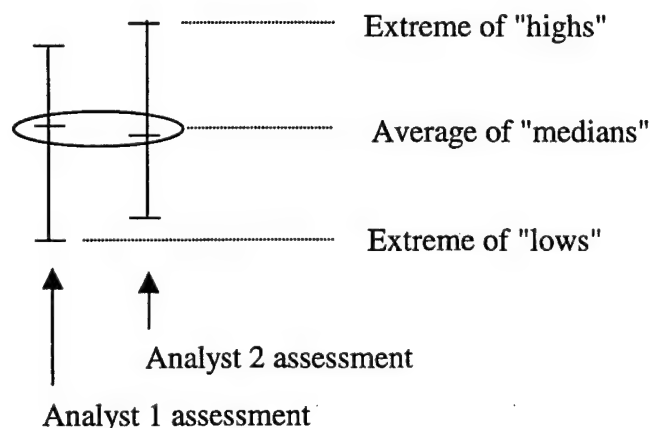 Extreme of "highs"
Average of "medians"
Extreme of "lows"
Analyst 2 assessment
Analyst 1 assessment